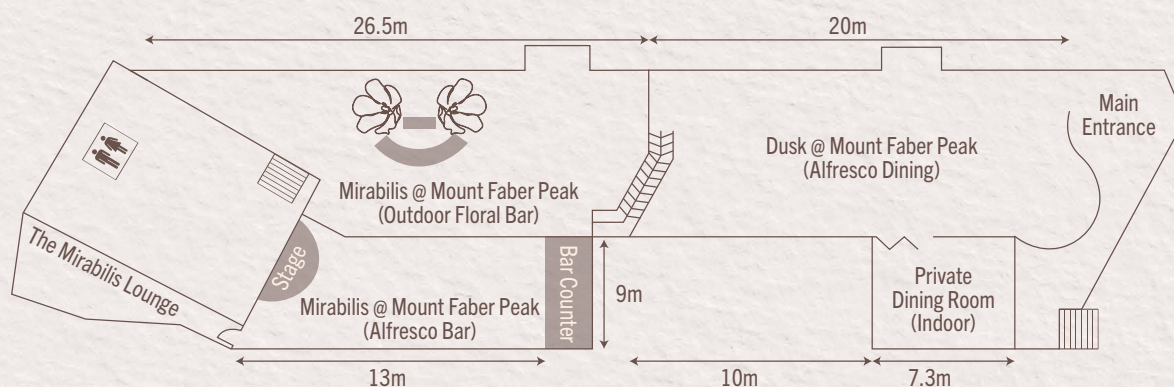 26.5m
20m
Main
Entrance
Dusk @ Mount Faber Peak
(Alfresco Dining)
Mirabilis @ Mount Faber Peak
(Outdoor Floral Bar)
The Mirabilis Lounge
Stage
Mirabilis @ Mount Faber Peak
(Alfresco Bar)
Bar Counter
9m
Private
Dining Room
(Indoor)
13m
10m
7.3m